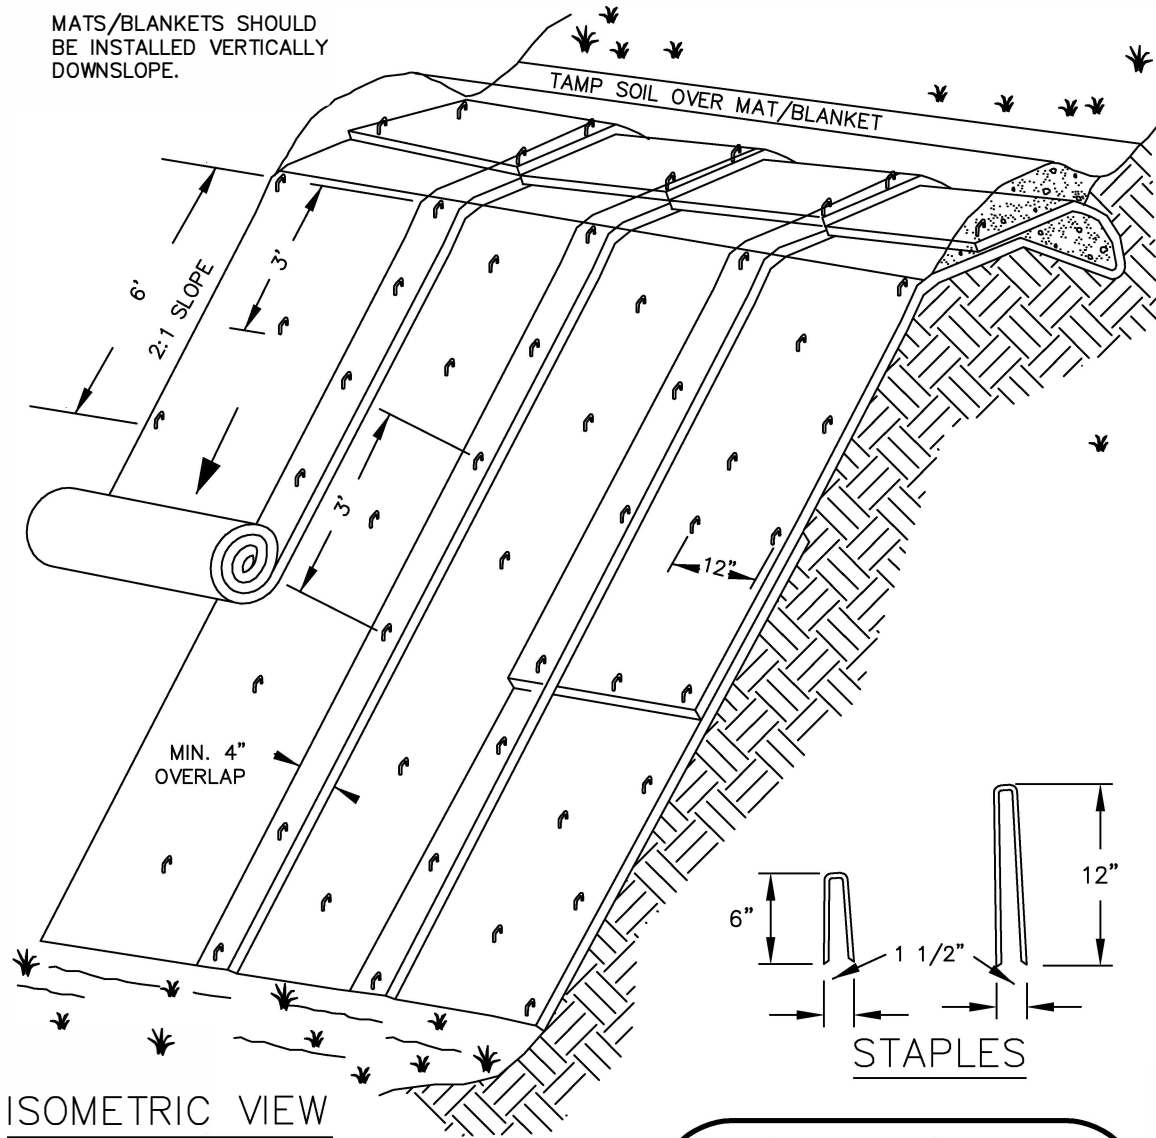 MATS/BLANKETS SHOULD
BE INSTALLED VERTICALLY
DOWNSLOPE.
TAMP SOIL OVER MAT/BLANKET
6'
2:1 SLOPE
3'
3'
12"
MIN. 4"
OVERLAP
6"
12"
1 1/2"
STAPLES
ISOMETRIC VIEW